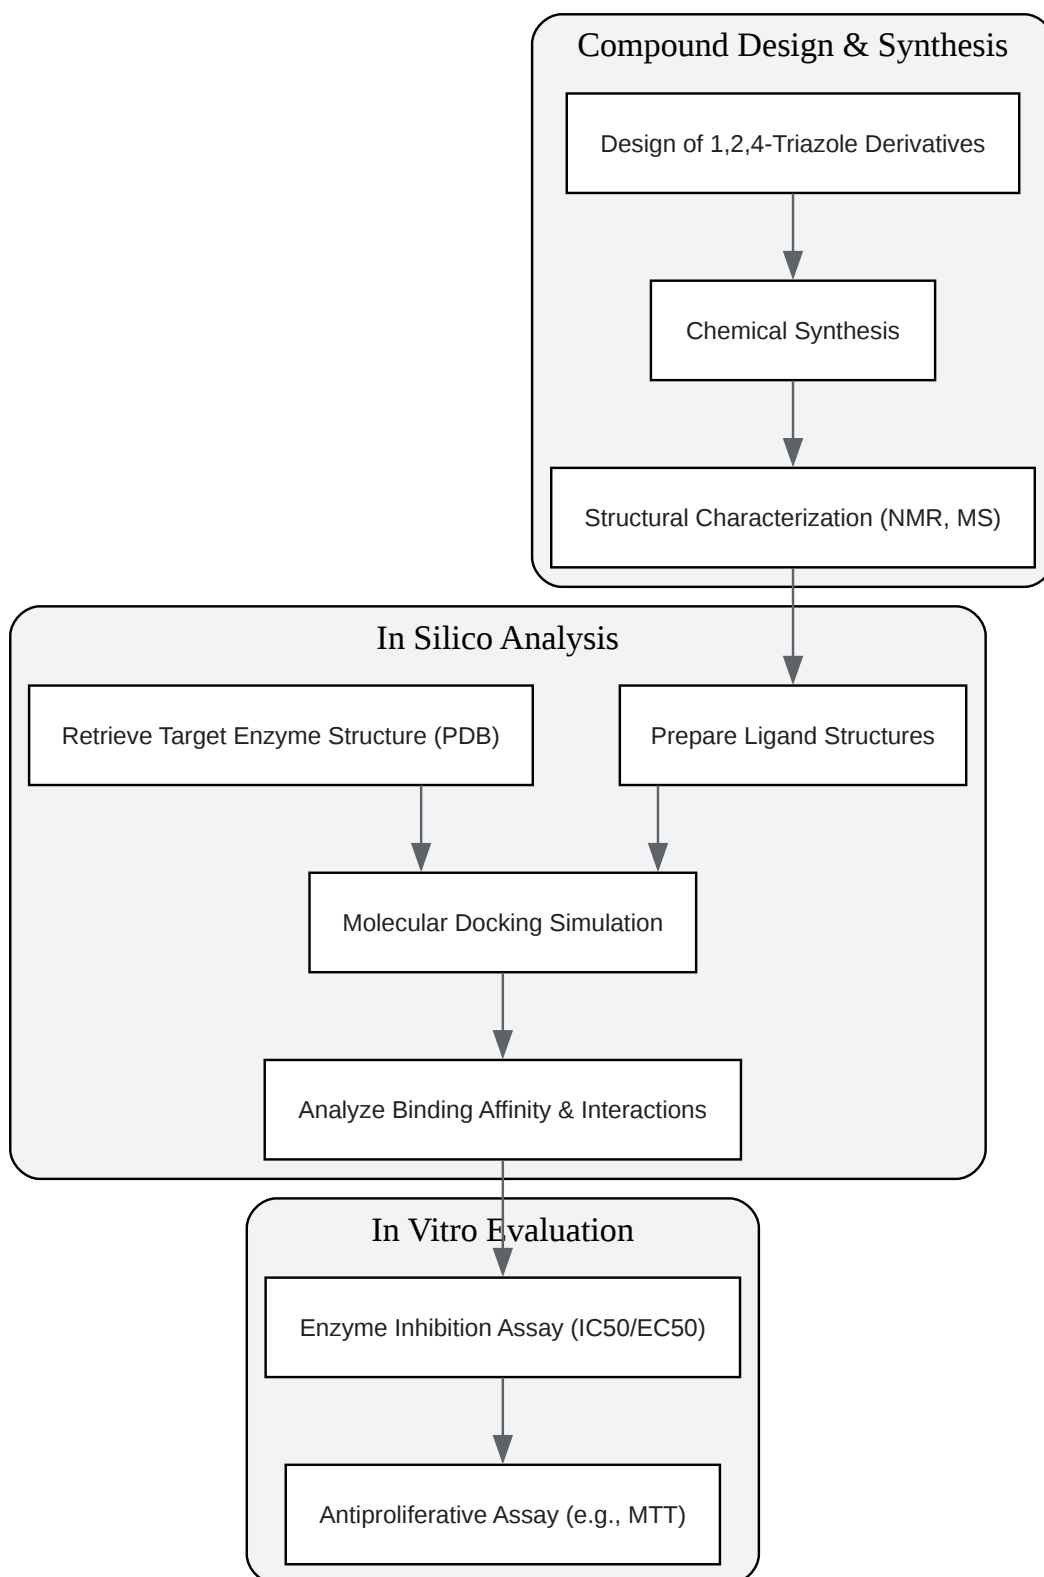 Compound Design & Synthesis
Design of 1,2,4-Triazole Derivatives
Chemical Synthesis
Structural Characterization (NMR, MS)
In Silico Analysis
Retrieve Target Enzyme Structure (PDB)
Prepare Ligand Structures
Molecular Docking Simulation
Analyze Binding Affinity & Interactions
In Vitro Evaluation
Enzyme Inhibition Assay (IC50/EC50)
Antiproliferative Assay (e.g., MTT)